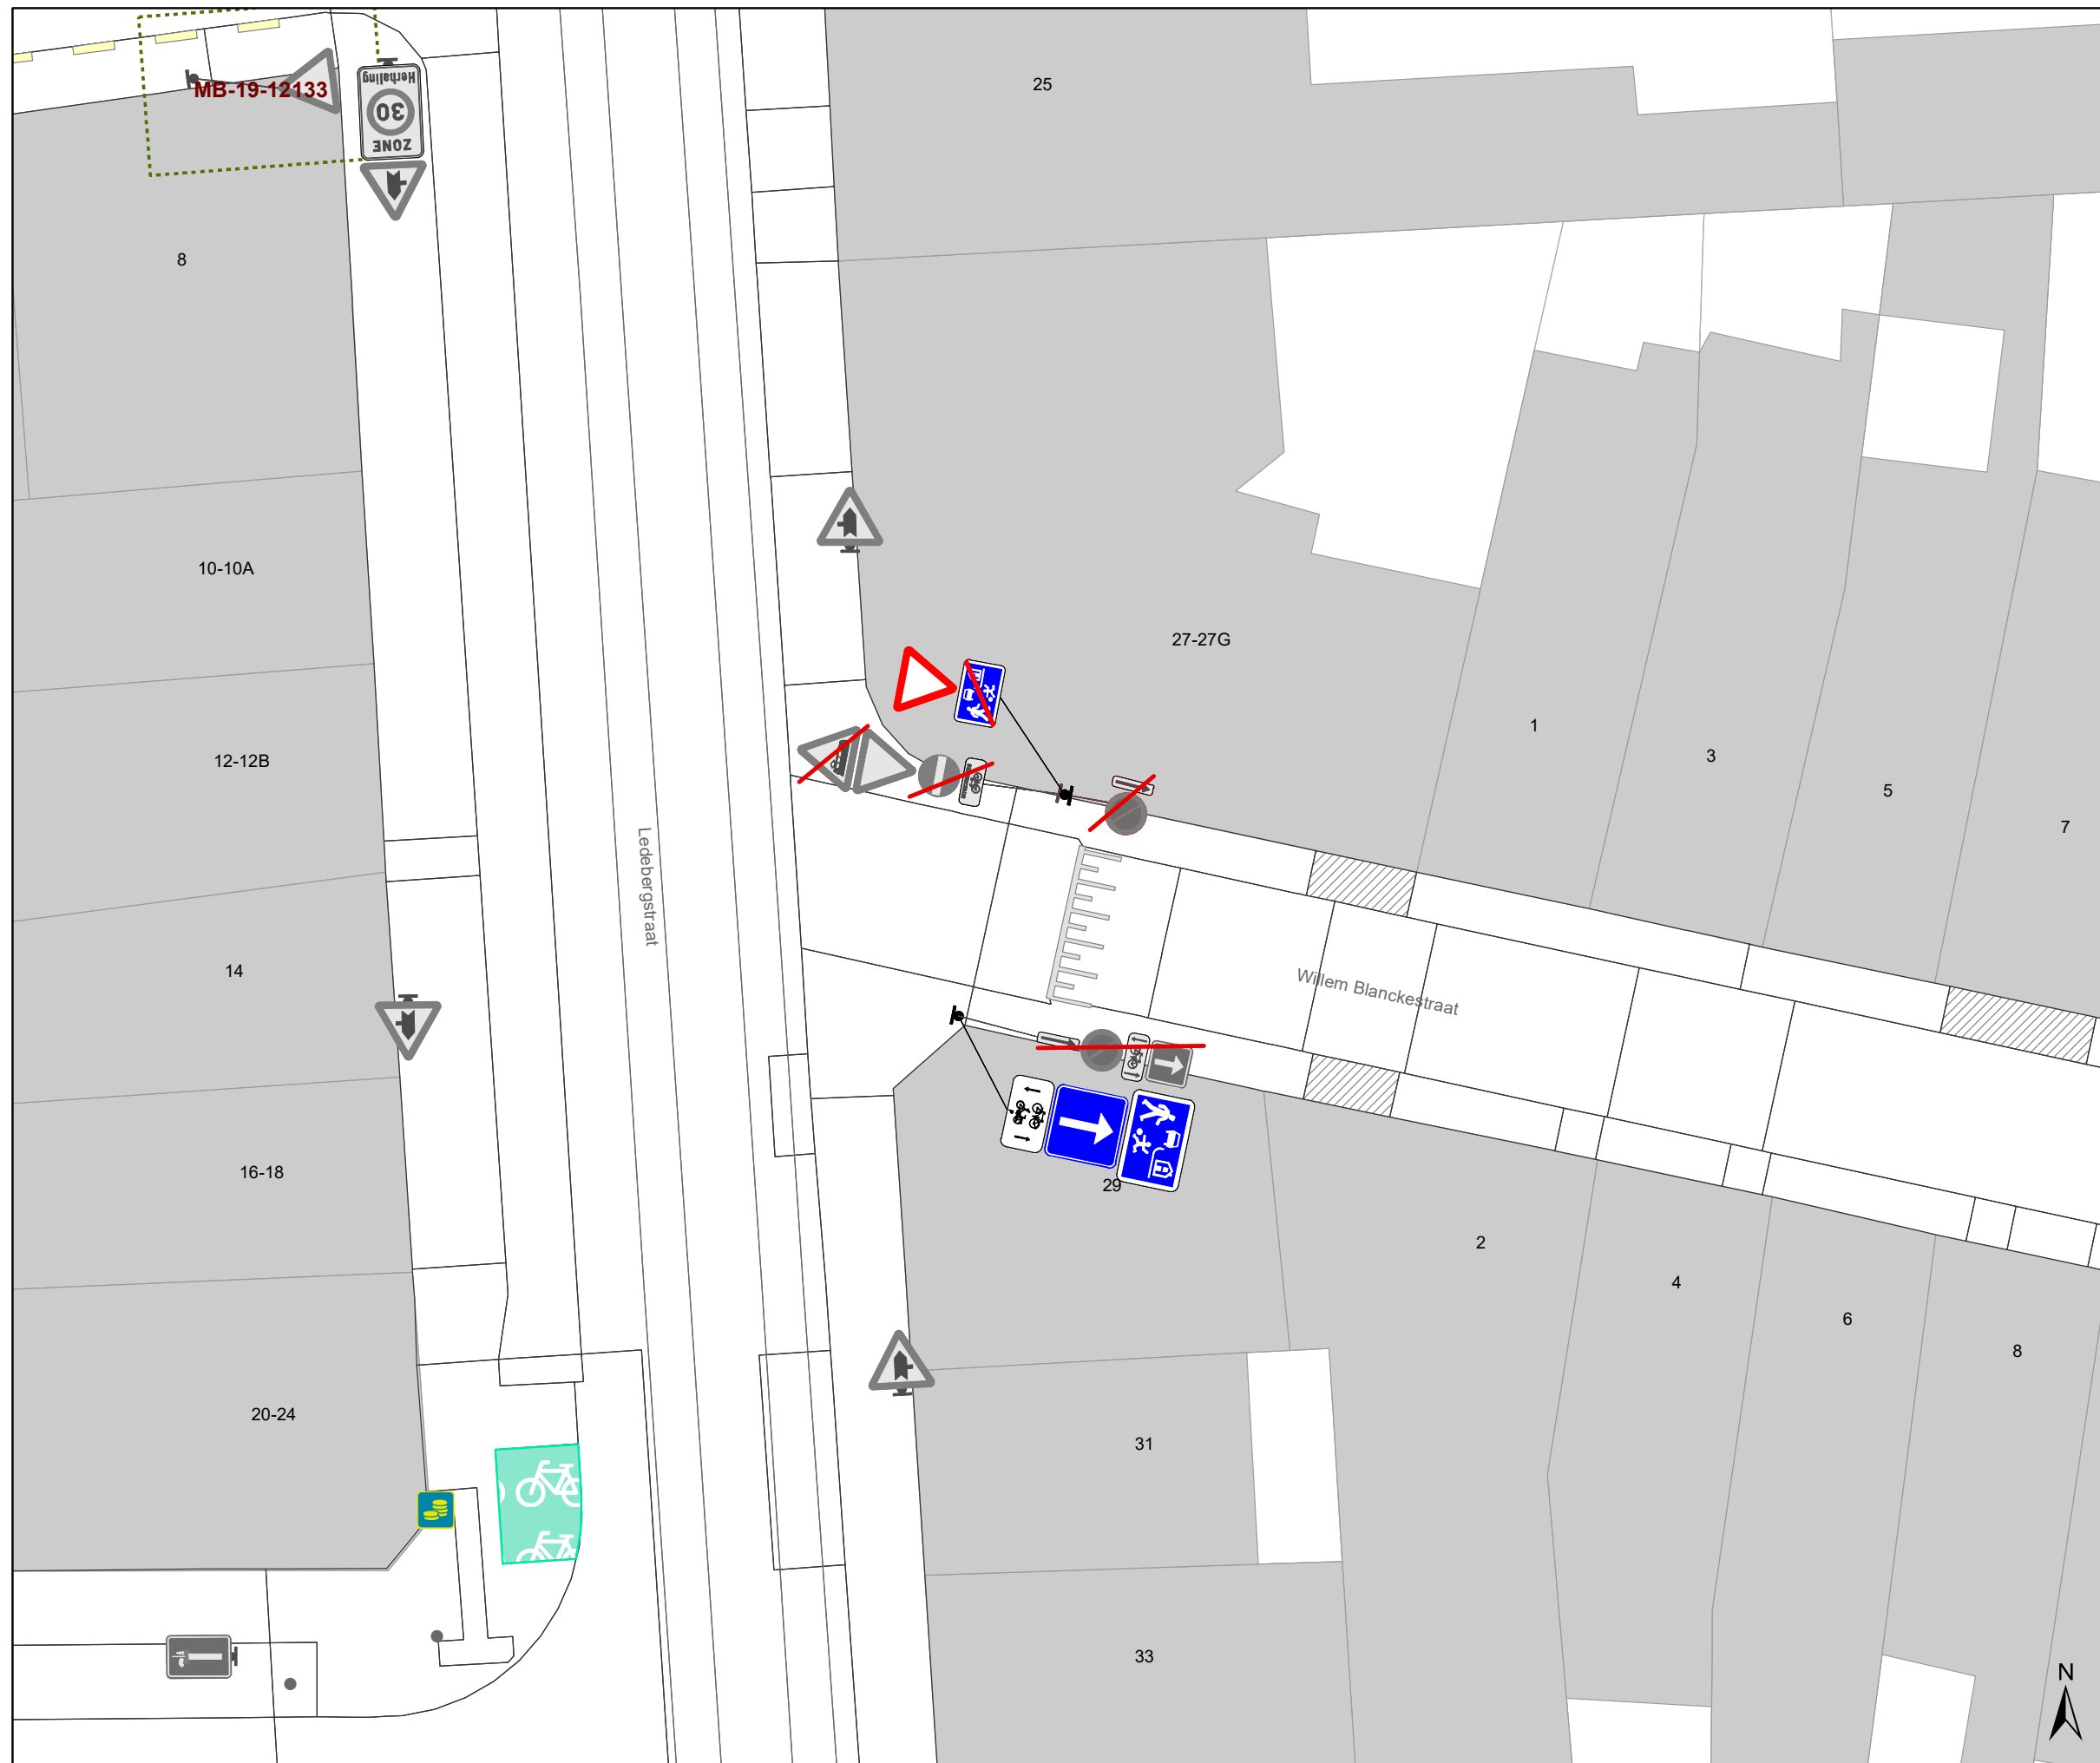 MB-19-12133
Herhaling
30
ZONE
25
8
10-10A
27-27G
12-12B
1
3
5
7
Ledebergstraat
14
Willem Blanckestraat
16-18
29
2
4
6
8
20-24
31
33
N